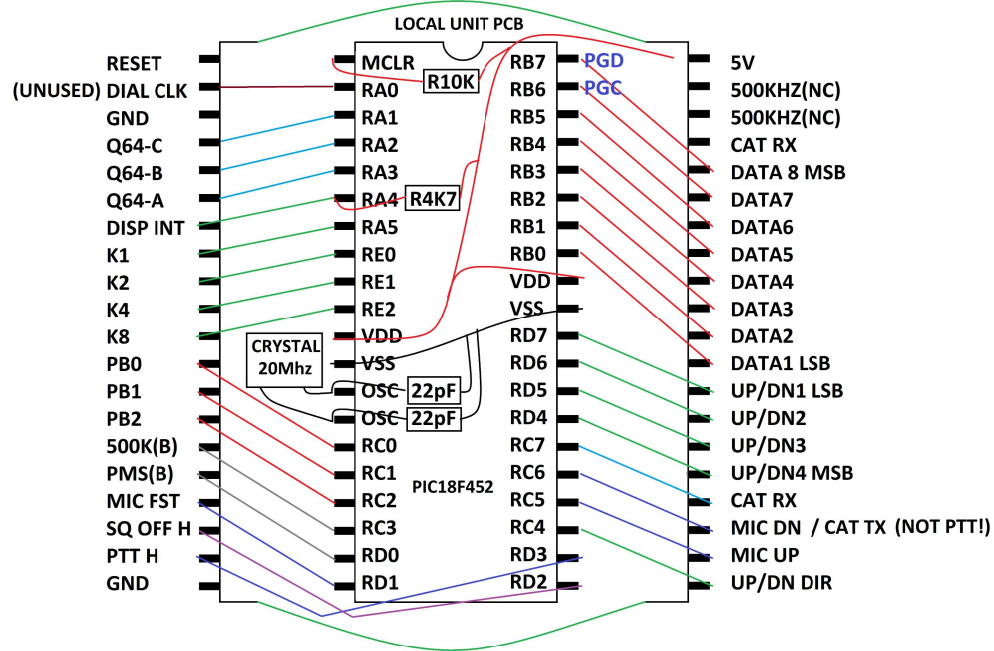 LOCAL UNIT PCB
RESET
(UNUSED) DIAL CLK
GND
Q64-C
Q64-B
Q64-A
DISP INT
K1
K2
K4
K8
PB0
PB1
PB2
500K(B)
PMS(B)
MIC FST
SQ OFF H
PTT H
GND
CRYSTAL
20Mhz
MCLR
RA0
RA1
RA2
RA3
RA4
RA5
RE0
RE1
RE2
VDD
VSS
OSC
OSC
RC0
RC1
RC2
RC3
RD0
RD1
R10K
R4K7
22pF
22pF
PIC18F452
RB7
RB6
RB5
RB4
RB3
RB2
RB1
RB0
VDD
VSS
RD7
RD6
RD5
RD4
RC7
RC6
RC5
RC4
RD3
RD2
PGD
PGC
5V
500KHZ(NC)
500KHZ(NC)
CAT RX
DATA 8 MSB
DATA7
DATA6
DATA5
DATA4
DATA3
DATA2
DATA1 LSB
UP/DN1 LSB
UP/DN2
UP/DN3
UP/DN4 MSB
CAT RX
MIC DN / CAT TX (NOT PTT!)
MIC UP
UP/DN DIR